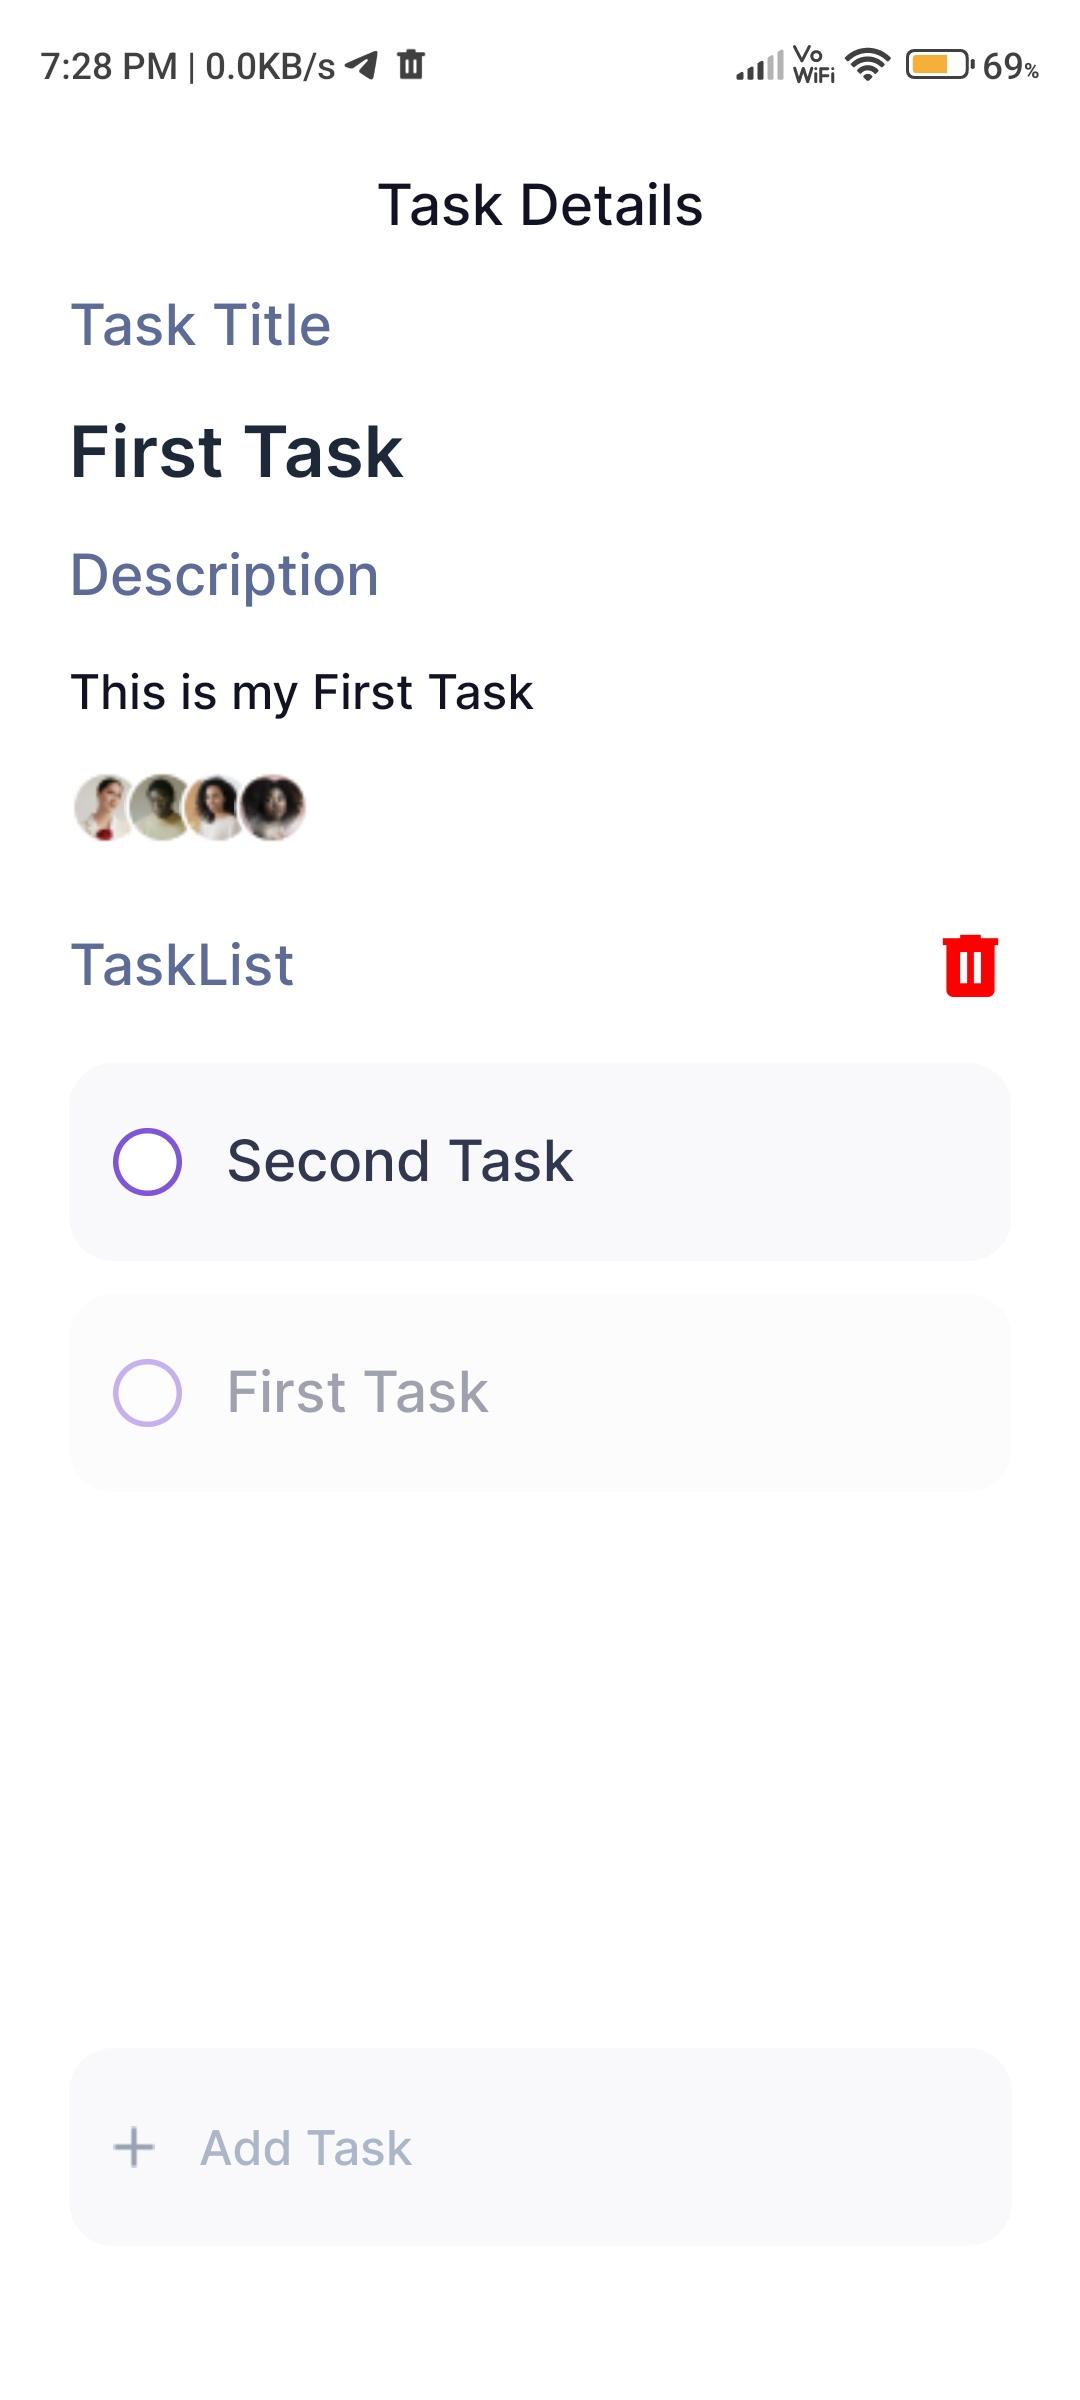 7:28 PM | 0.0KB/s Vo WiFi 69%
Task Details
Task Title
First Task
Description
This is my First Task
TaskList
Second Task
First Task
Add Task